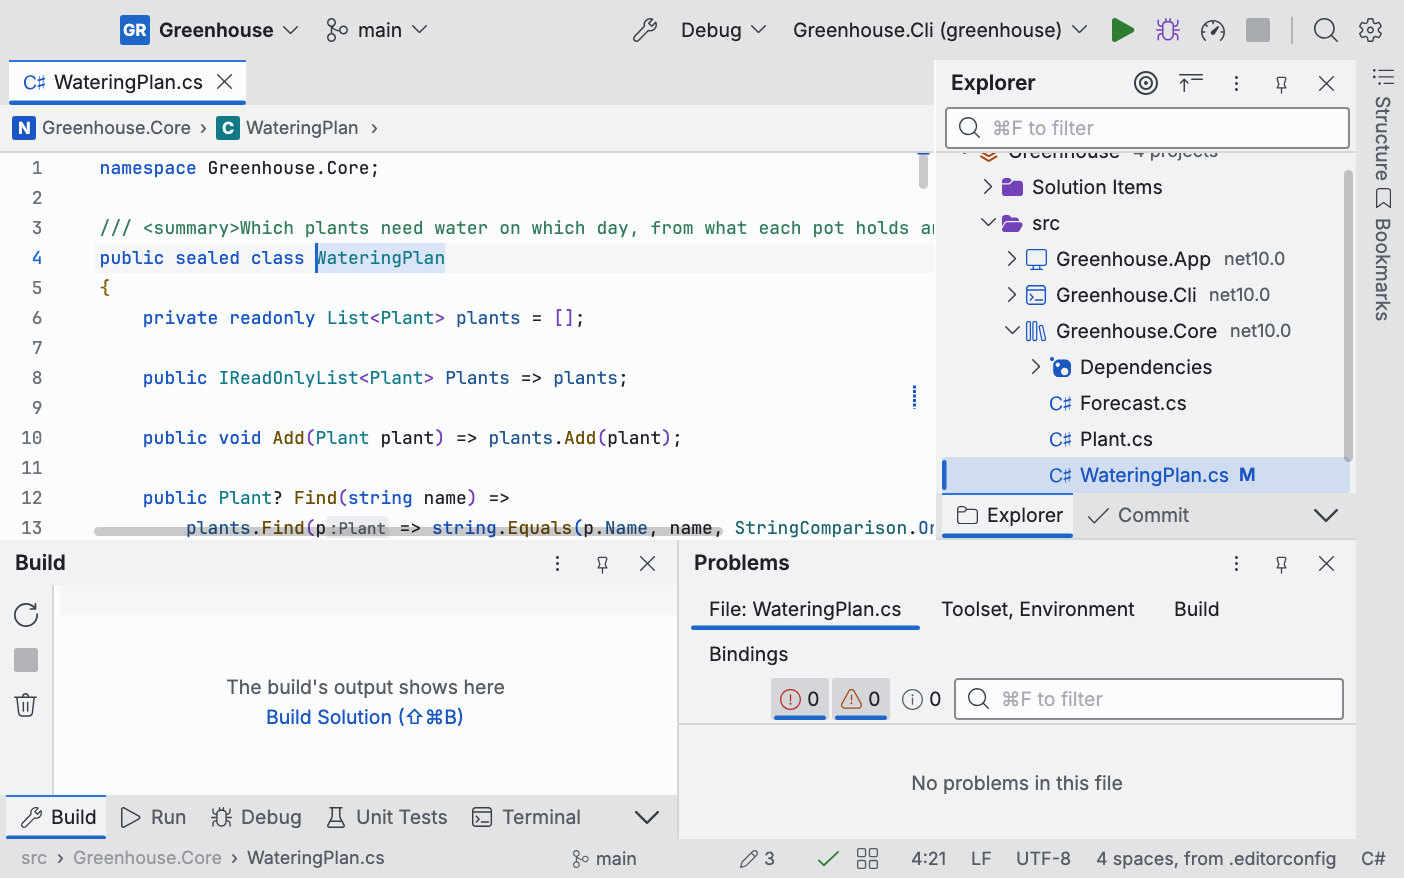 GR Greenhouse
main
Debug
Greenhouse.Cli (greenhouse)
C# WateringPlan.cs
N Greenhouse.Core › C WateringPlan ›
1 namespace Greenhouse.Core;
2
3 /// <summary>Which plants need water on which day, from what each pot holds
4 public sealed class WateringPlan
5 {
6 private readonly List<Plant> plants = [];
7
8 public IReadOnlyList<Plant> Plants => plants;
9
10 public void Add(Plant plant) => plants.Add(plant);
11
12 public Plant? Find(string name) =>
13 plants.Find(p :Plant => string.Equals(p.Name, name, StringComparison.Or
Explorer
⌘F to filter
Greenhouse 4 projects
Solution Items
src
Greenhouse.App net10.0
Greenhouse.Cli net10.0
Greenhouse.Core net10.0
Dependencies
C# Forecast.cs
C# Plant.cs
C# WateringPlan.cs M
Explorer
Commit
Structure
Bookmarks
Build
The build's output shows here
Build Solution (⇧⌘B)
Problems
File: WateringPlan.cs
Toolset, Environment
Build
Bindings
0
0
0
⌘F to filter
No problems in this file
Build
Run
Debug
Unit Tests
Terminal
src › Greenhouse.Core › WateringPlan.cs
main
3
4:21
LF
UTF-8
4 spaces, from .editorconfig
C#